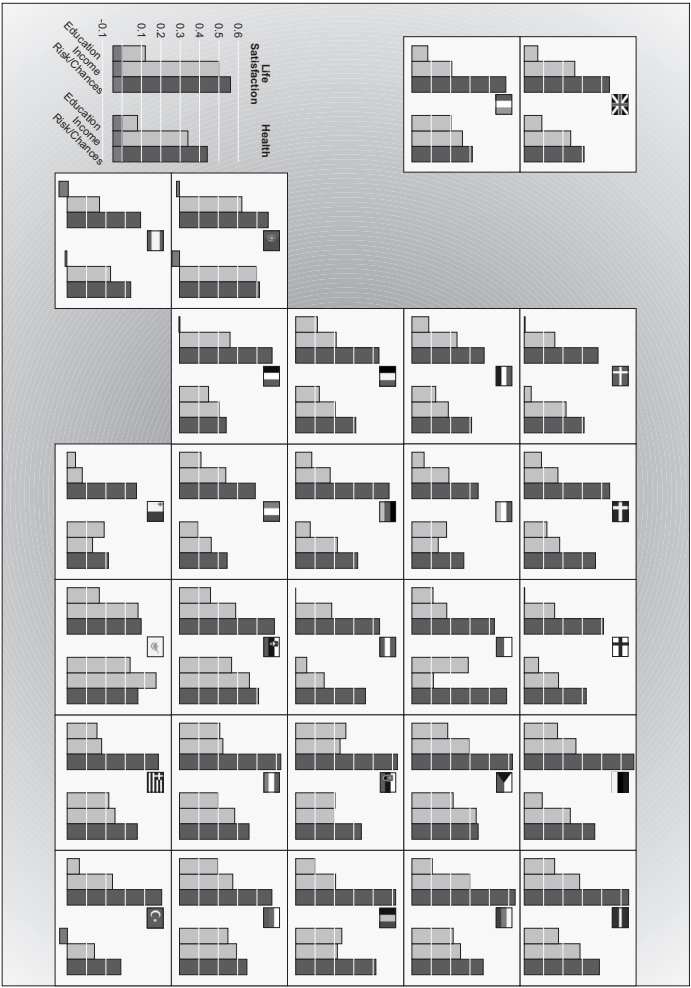 Life
Satisfaction
Health
0.6
0.5
0.4
0.3
0.2
0.1
-0.1
Education
Income
Risk/Chances
Education
Income
Risk/Chances